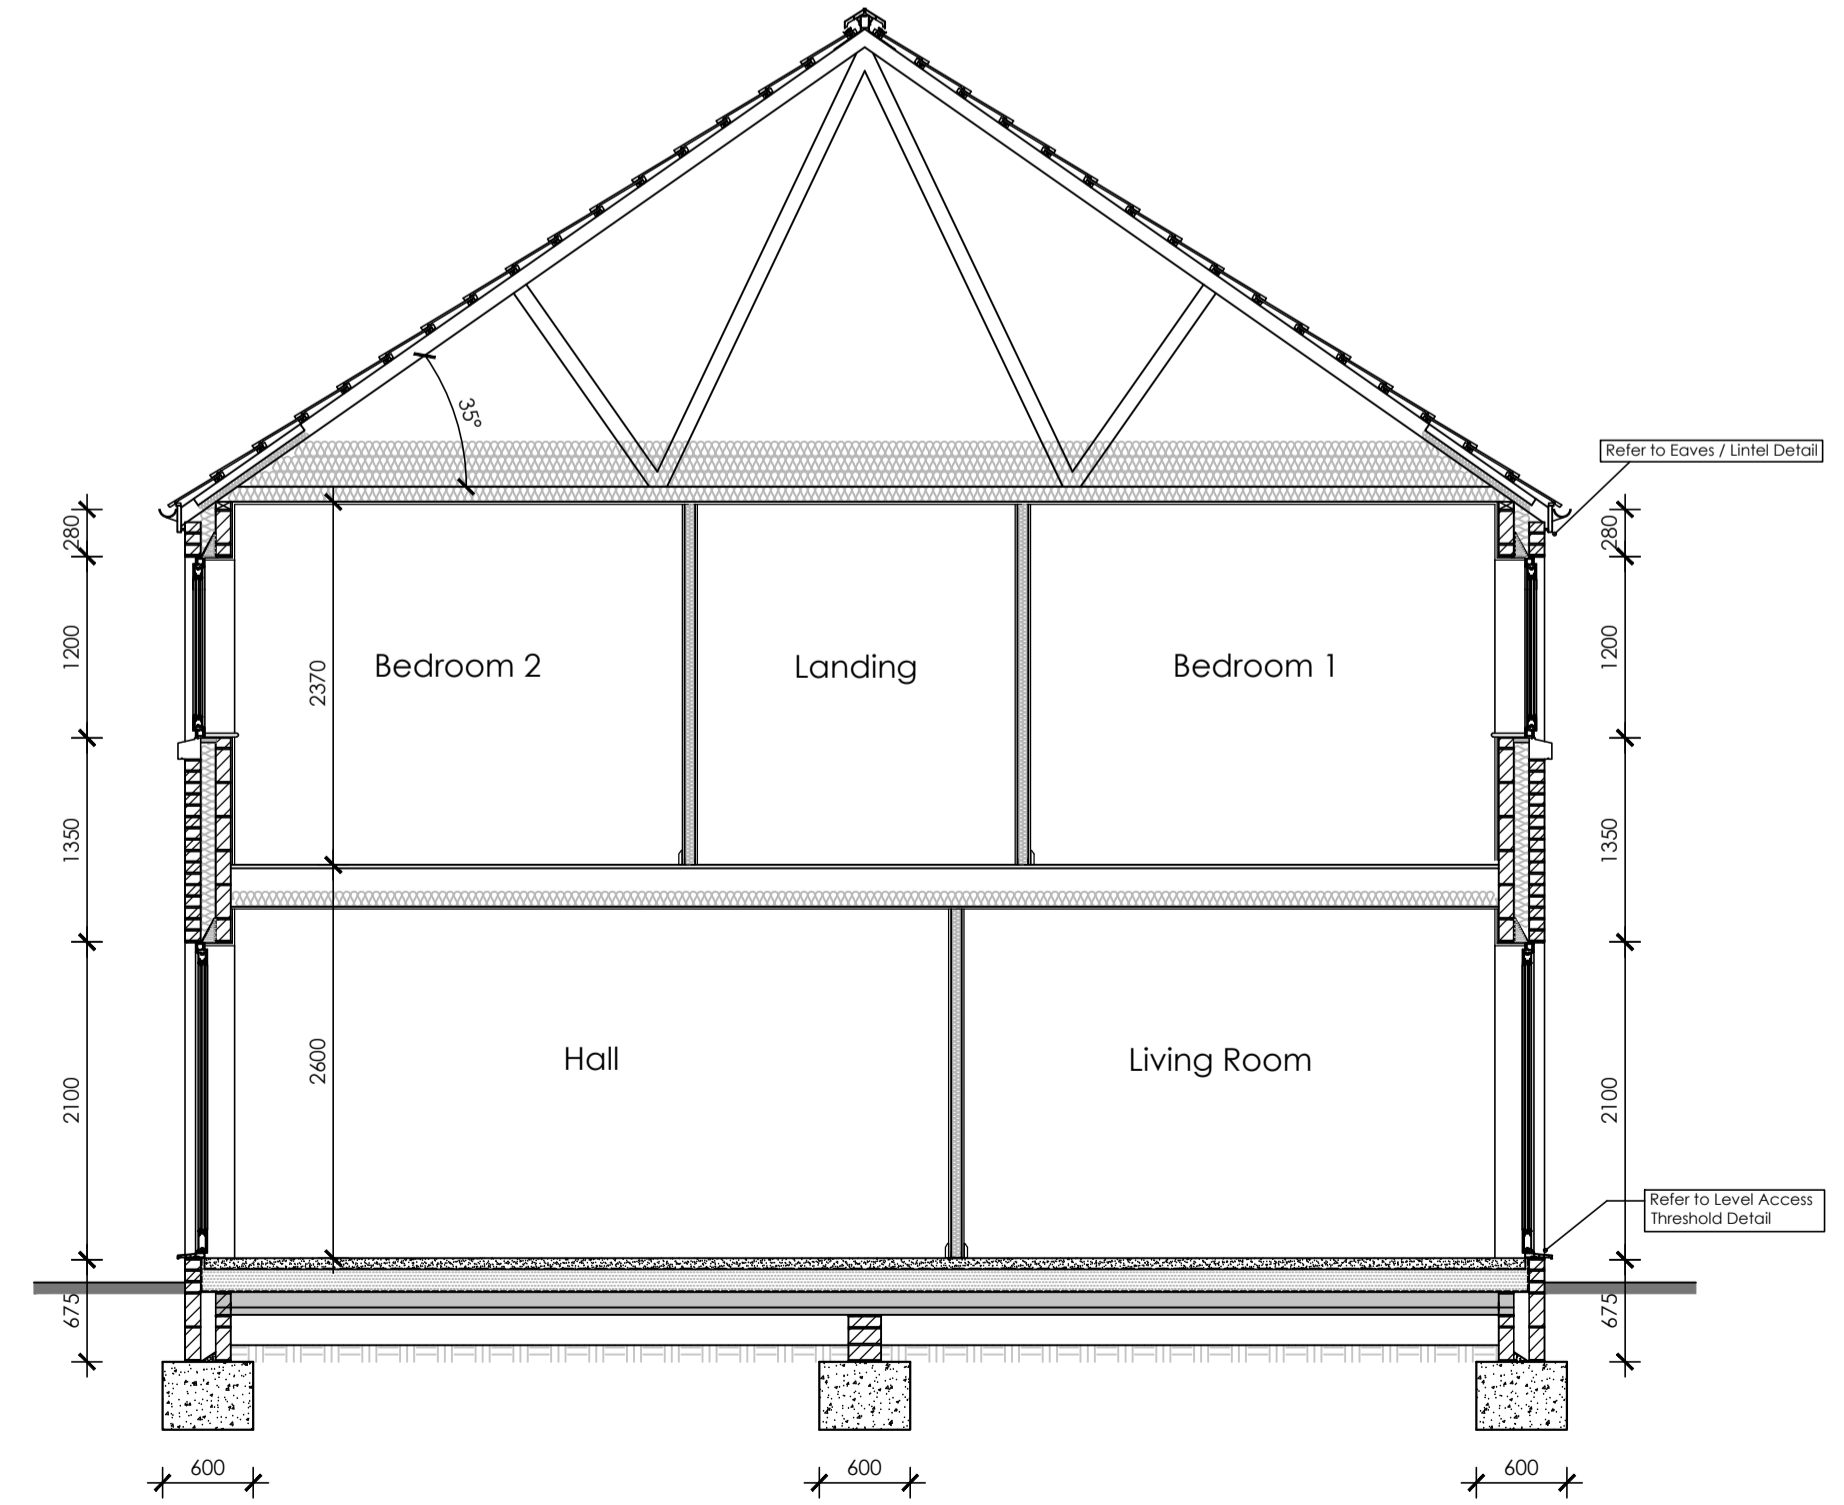 35°
Refer to Eaves / Lintel Detail
280
280
1200
1200
2370
Bedroom 2
Landing
Bedroom 1
1350
1350
2600
Hall
Living Room
2100
2100
Refer to Level Access
Threshold Detail
675
675
600
600
600